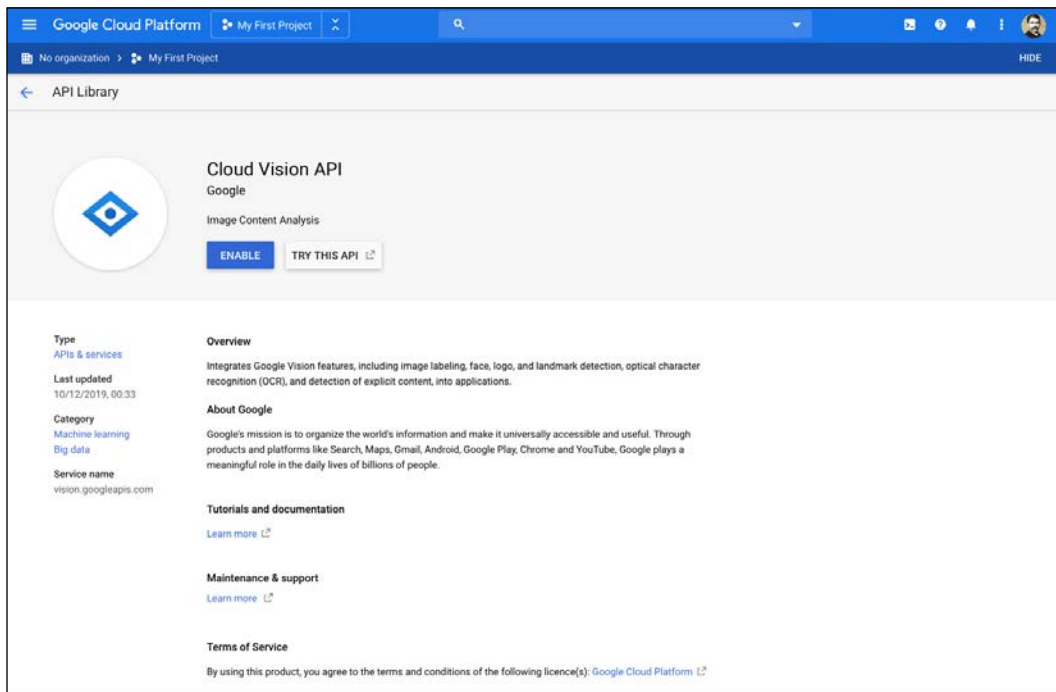 Google Cloud Platform My First Project
No organization > My First Project HIDE
API Library
Cloud Vision API
Google
Image Content Analysis
ENABLE TRY THIS API
Type
APIs & services
Last updated
10/12/2019, 00:33
Category
Machine learning
Big data
Service name
vision.googleapis.com
Overview
Integrates Google Vision features, including image labeling, face, logo, and landmark detection, optical character
recognition (OCR), and detection of explicit content, into applications.
About Google
Google's mission is to organize the world's information and make it universally accessible and useful. Through
products and platforms like Search, Maps, Gmail, Android, Google Play, Chrome and YouTube, Google plays a
meaningful role in the daily lives of billions of people.
Tutorials and documentation
Learn more
Maintenance & support
Learn more
Terms of Service
By using this product, you agree to the terms and conditions of the following licence(s): Google Cloud Platform